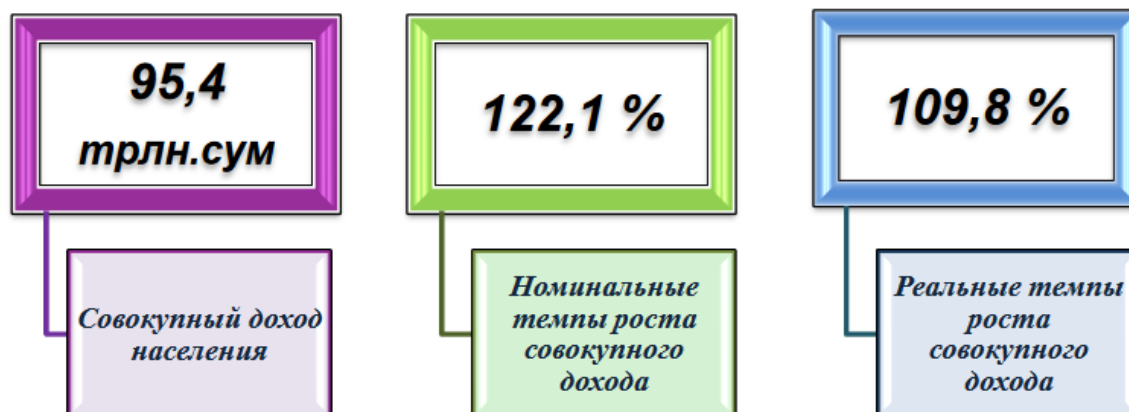 95,4
трлн.сум
122,1 %
109,8 %
Совокупный доход
населения
Номинальные
темпы роста
совокупного
дохода
Реальные темпы
роста
совокупного
дохода